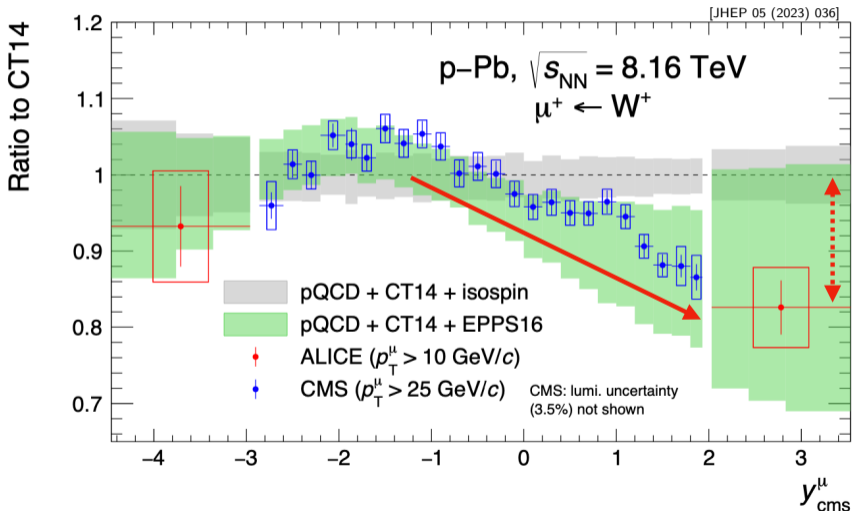 [JHEP 05 (2023) 036]
Ratio to CT14
1.2
1.1
1
0.9
0.8
0.7
p−Pb, √sNN = 8.16 TeV
μ⁺ ← W⁺
pQCD + CT14 + isospin
pQCD + CT14 + EPPS16
ALICE (pTμ > 10 GeV/c)
CMS (pTμ > 25 GeV/c)
CMS: lumi. uncertainty
(3.5%) not shown
−4 −3 −2 −1 0 1 2 3
yμcms